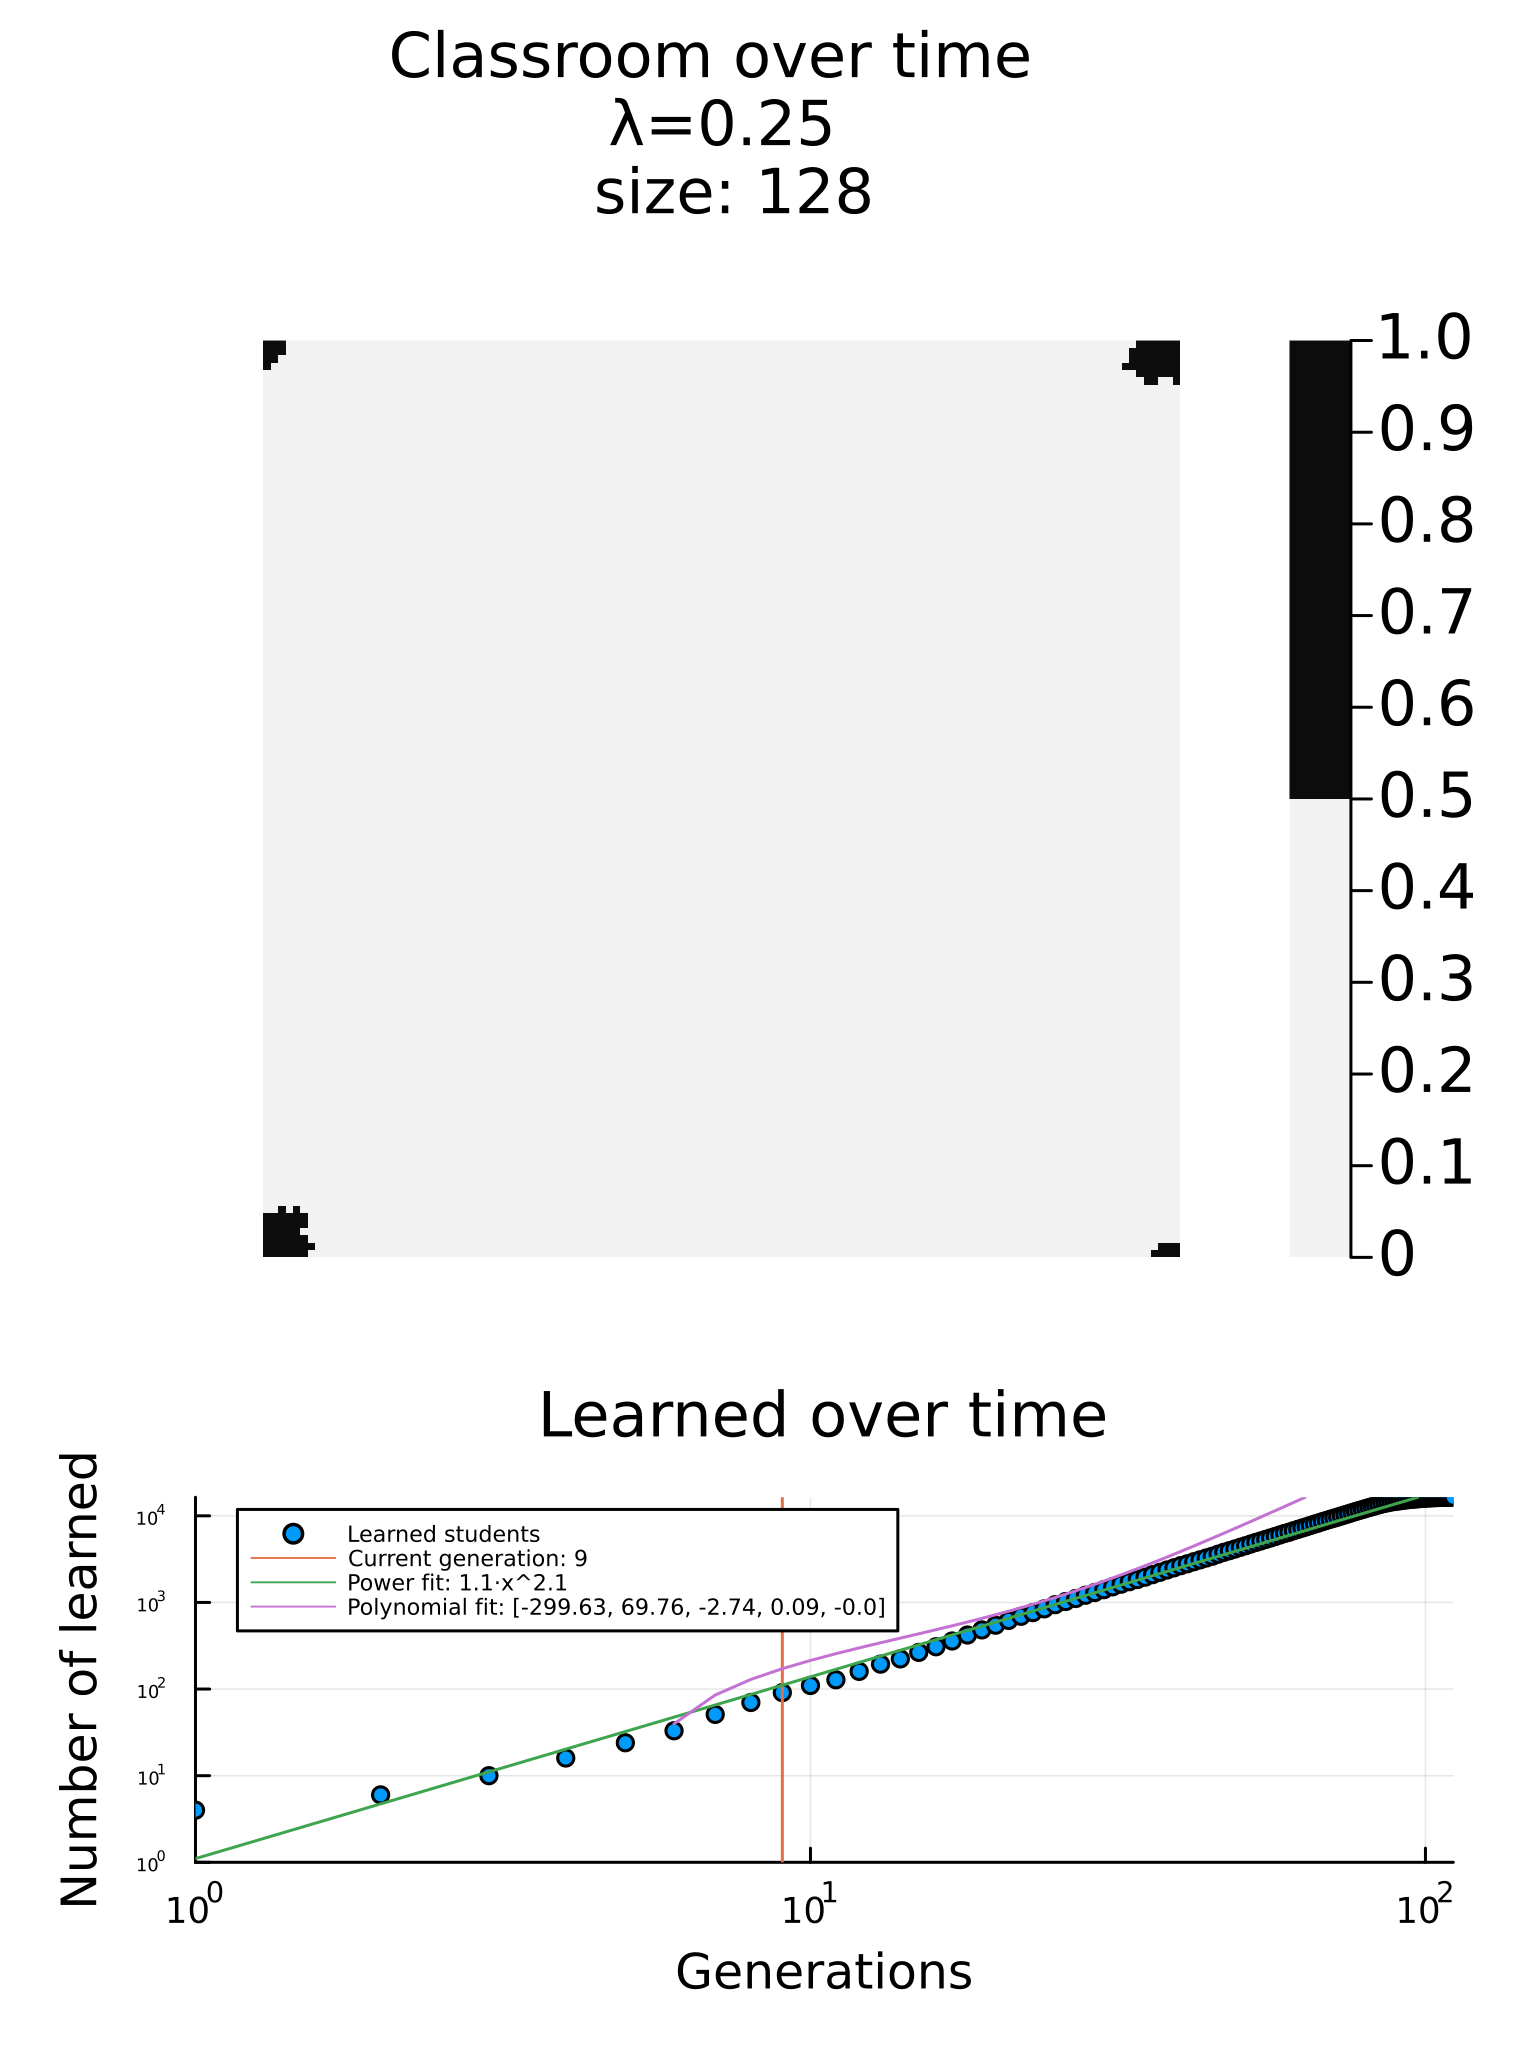 Classroom over time
λ=0.25
size: 128
1.0
0.9
0.8
0.7
0.6
0.5
0.4
0.3
0.2
0.1
0
Learned over time
Number of learned
10^4
10^3
10^2
10^1
10^0
Learned students
Current generation: 9
Power fit: 1.1·x^2.1
Polynomial fit: [-299.63, 69.76, -2.74, 0.09, -0.0]
10^0 10^1 10^2
Generations